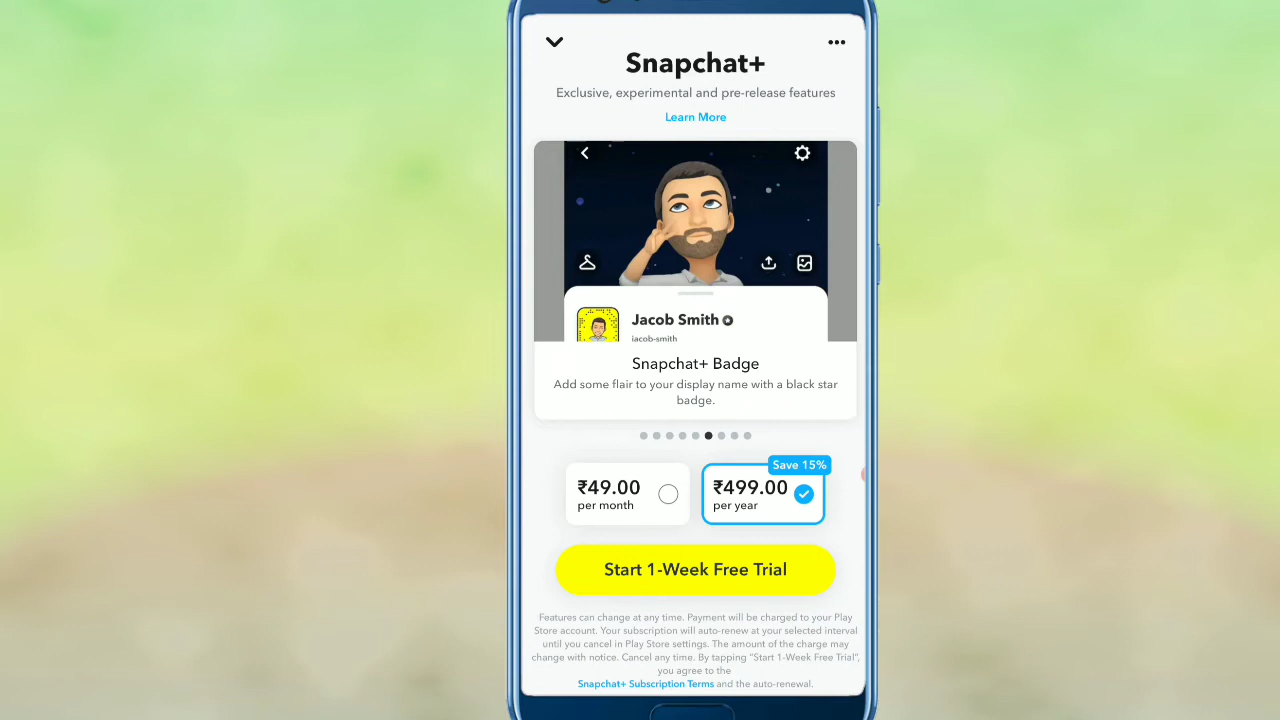 Snapchat+
Exclusive, experimental and pre-release features
Learn More
Jacob Smith
jacob-smith
Snapchat+ Badge
Add some flair to your display name with a black star
badge.
Save 15%
₹49.00
per month
₹499.00
per year
Start 1-Week Free Trial
Features can change at any time. Payment will be charged to your Play
Store account. Your subscription will auto-renew at your selected interval
until you cancel in Play Store settings. The amount of the charge may
change with notice. Cancel any time. By tapping “Start 1-Week Free Trial”,
you agree to the
Snapchat+ Subscription Terms and the auto-renewal.